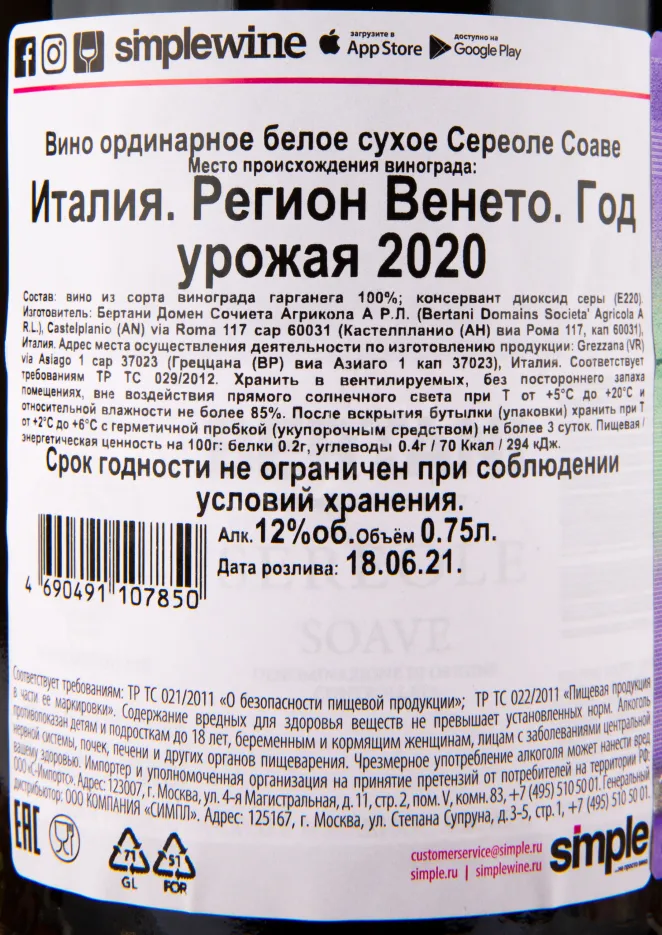 simplewine загрузите в App Store доступно на Google Play
Вино ординарное белое сухое Сереоле Соаве
Место происхождения винограда:
Италия. Регион Венето. Год
урожая 2020
Состав: вино из сорта винограда гарганега 100%; консервант диоксид серы (E220).
Изготовитель: Бертани Домен Сочиета Агрикола А Р.Л. (Bertani Domains Societa' Agricola A
R.L.), Castelplanio (AN) via Roma 117 cap 60031 (Кастелпланио (АН) виа Рома 117, кап 60031),
Италия. Адрес места осуществления деятельности по изготовлению продукции: Grezzana (VR)
via Asiago 1 cap 37023 (Греццана (ВР) виа Азиаго 1 кап 37023), Италия. Соответствует
требованиям ТР ТС 029/2012. Хранить в вентилируемых, без постороннего запаха
помещениях, вне воздействия прямого солнечного света при Т от +5°С до +20°С и
относительной влажности не более 85%. После вскрытия бутылки (упаковки) хранить при Т
от +2°С до +6°С с герметичной пробкой (укупорочным средством) не более 3 суток. Пищевая /
энергетическая ценность на 100г: белки 0.2г, углеводы 0.4г / 70 Ккал / 294 кДж.
Срок годности не ограничен при соблюдении
условий хранения.
Алк. 12%об. Объём 0.75л.
Дата розлива: 18.06.21.
4 690491 107850
SEREOLE
SOAVE
Соответствует требованиям: ТР ТС 021/2011 «О безопасности пищевой продукции»; ТР ТС 022/2011 «Пищевая продукция
в части ее маркировки». Содержание вредных для здоровья веществ не превышает установленных норм. Алкоголь
противопоказан детям и подросткам до 18 лет, беременным и кормящим женщинам, лицам с заболеваниями центральной
нервной системы, почек, печени и других органов пищеварения. Чрезмерное употребление алкоголя может нанести вред
вашему здоровью. Импортер и уполномоченная организация на принятие претензий от потребителей на территории РФ:
ООО «С-Импорт». Адрес: 123007, г. Москва, ул. 4-я Магистральная, д. 11, стр. 2, пом. V, комн. 83, +7 (495) 510 50 01. Генеральный
дистрибьютор: ООО КОМПАНИЯ «СИМПЛ». Адрес: 125167, г. Москва, ул. Степана Супруна, д. 3-5, стр. 1, +7 (495) 510 50 01.
EAC
71 GL
51 FOR
customerservice@simple.ru
simple.ru | simplewine.ru
simple
...не просто вино